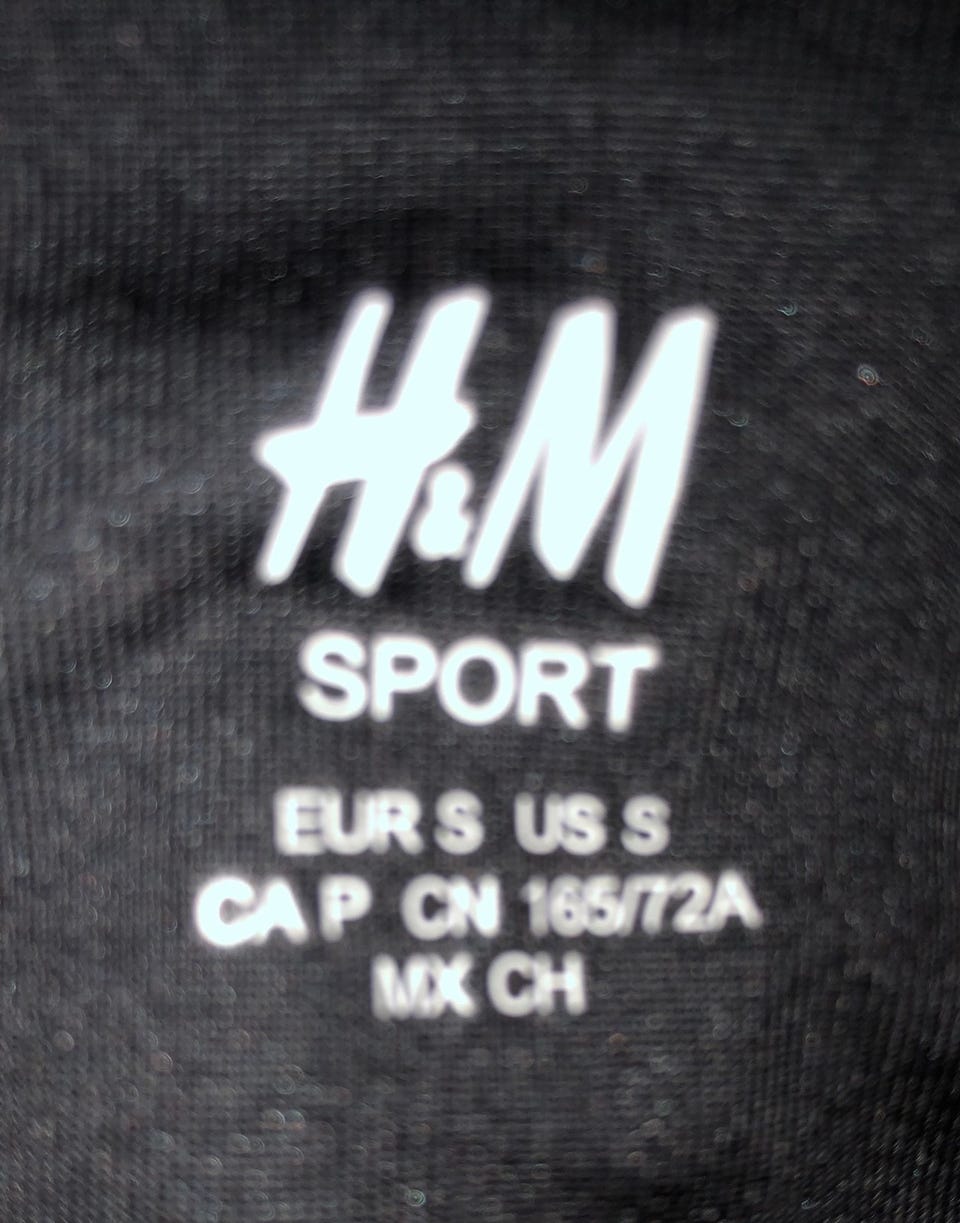 H&M
SPORT
EUR S US S
CA P CN 165/72A
MX CH